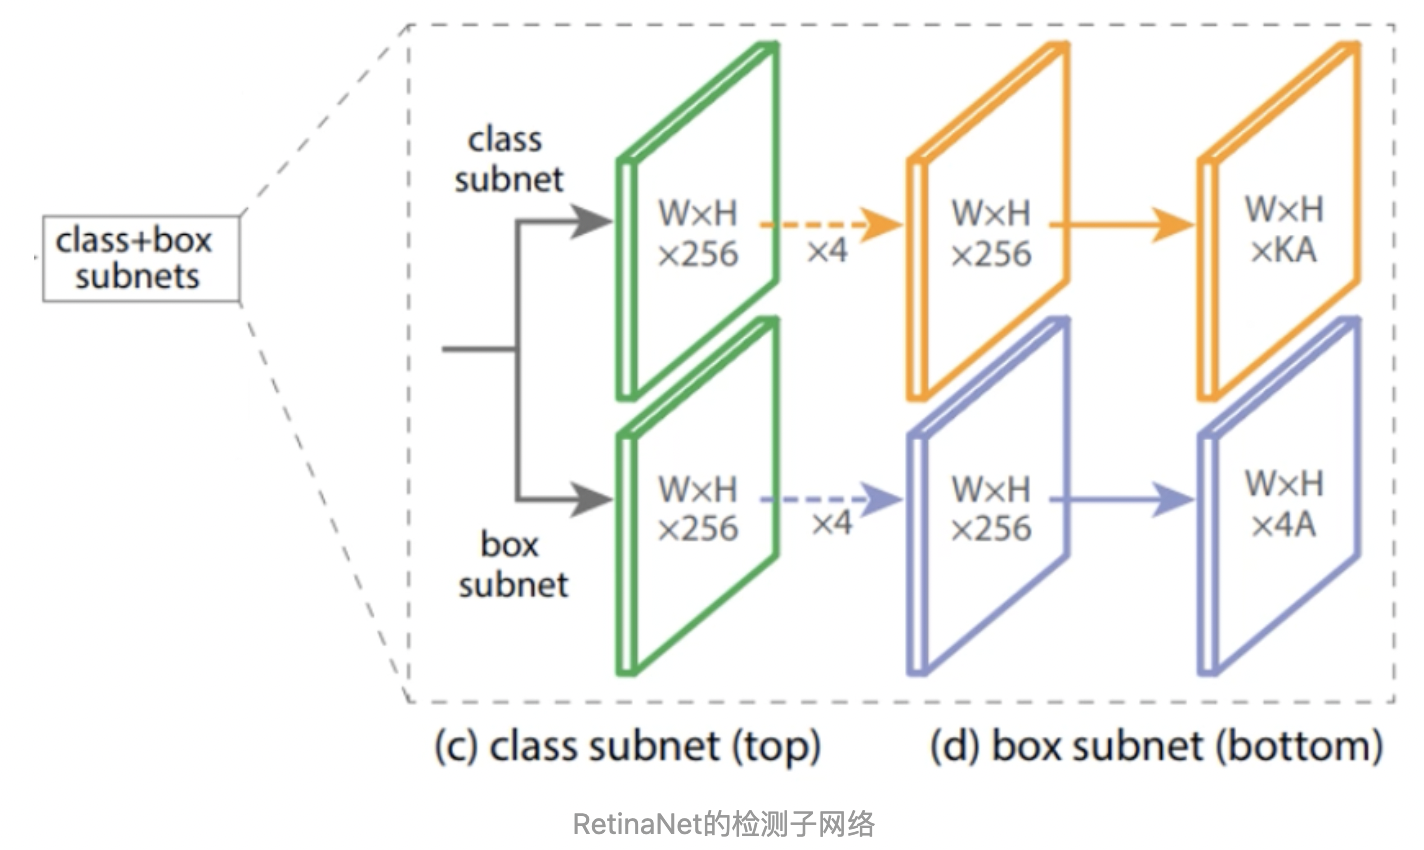 class+box
subnets
class
subnet
W×H
×256
×4
W×H
×256
W×H
×KA
box
subnet
W×H
×256
×4
W×H
×256
W×H
×4A
(c) class subnet (top)
(d) box subnet (bottom)
RetinaNet的检测子网络